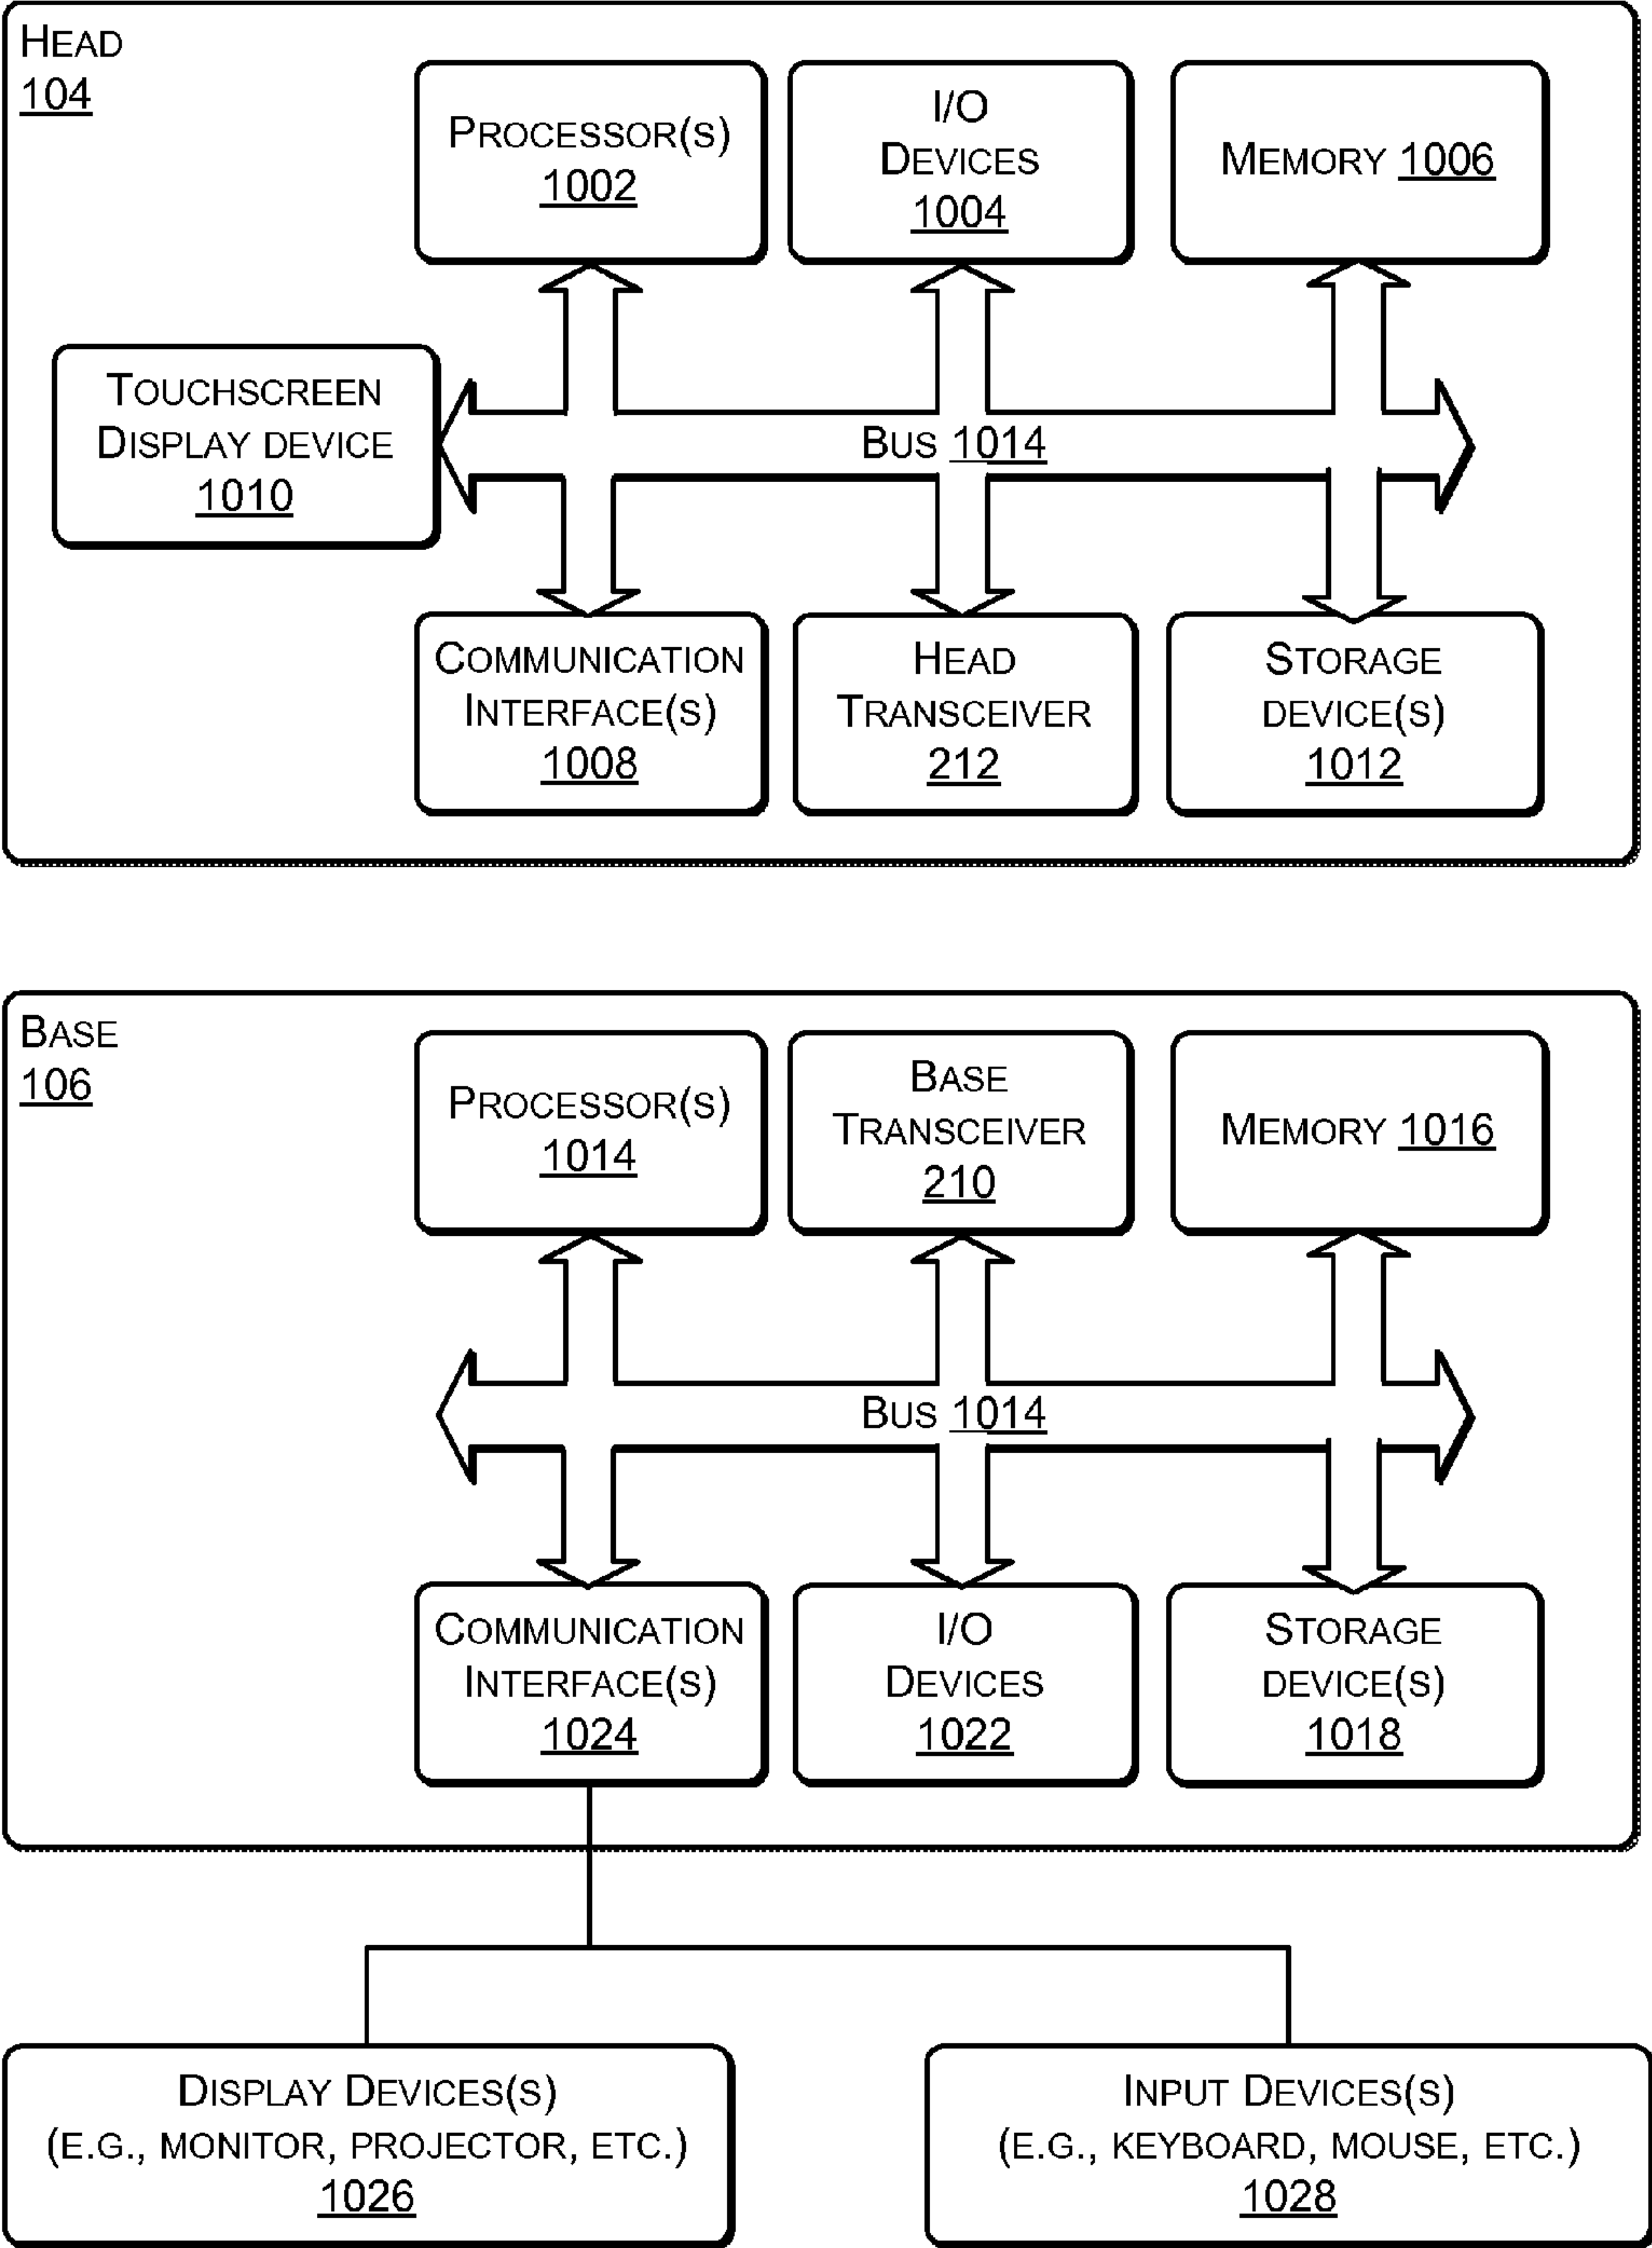 HEAD
104
PROCESSOR(S)
1002
I/O
DEVICES
1004
MEMORY 1006
TOUCHSCREEN
DISPLAY DEVICE
1010
BUS 1014
COMMUNICATION
INTERFACE(S)
1008
HEAD
TRANSCEIVER
212
STORAGE
DEVICE(S)
1012
BASE
106
PROCESSOR(S)
1014
BASE
TRANSCEIVER
210
MEMORY 1016
BUS 1014
COMMUNICATION
INTERFACE(S)
1024
I/O
DEVICES
1022
STORAGE
DEVICE(S)
1018
DISPLAY DEVICES(S)
(E.G., MONITOR, PROJECTOR, ETC.)
1026
INPUT DEVICES(S)
(E.G., KEYBOARD, MOUSE, ETC.)
1028